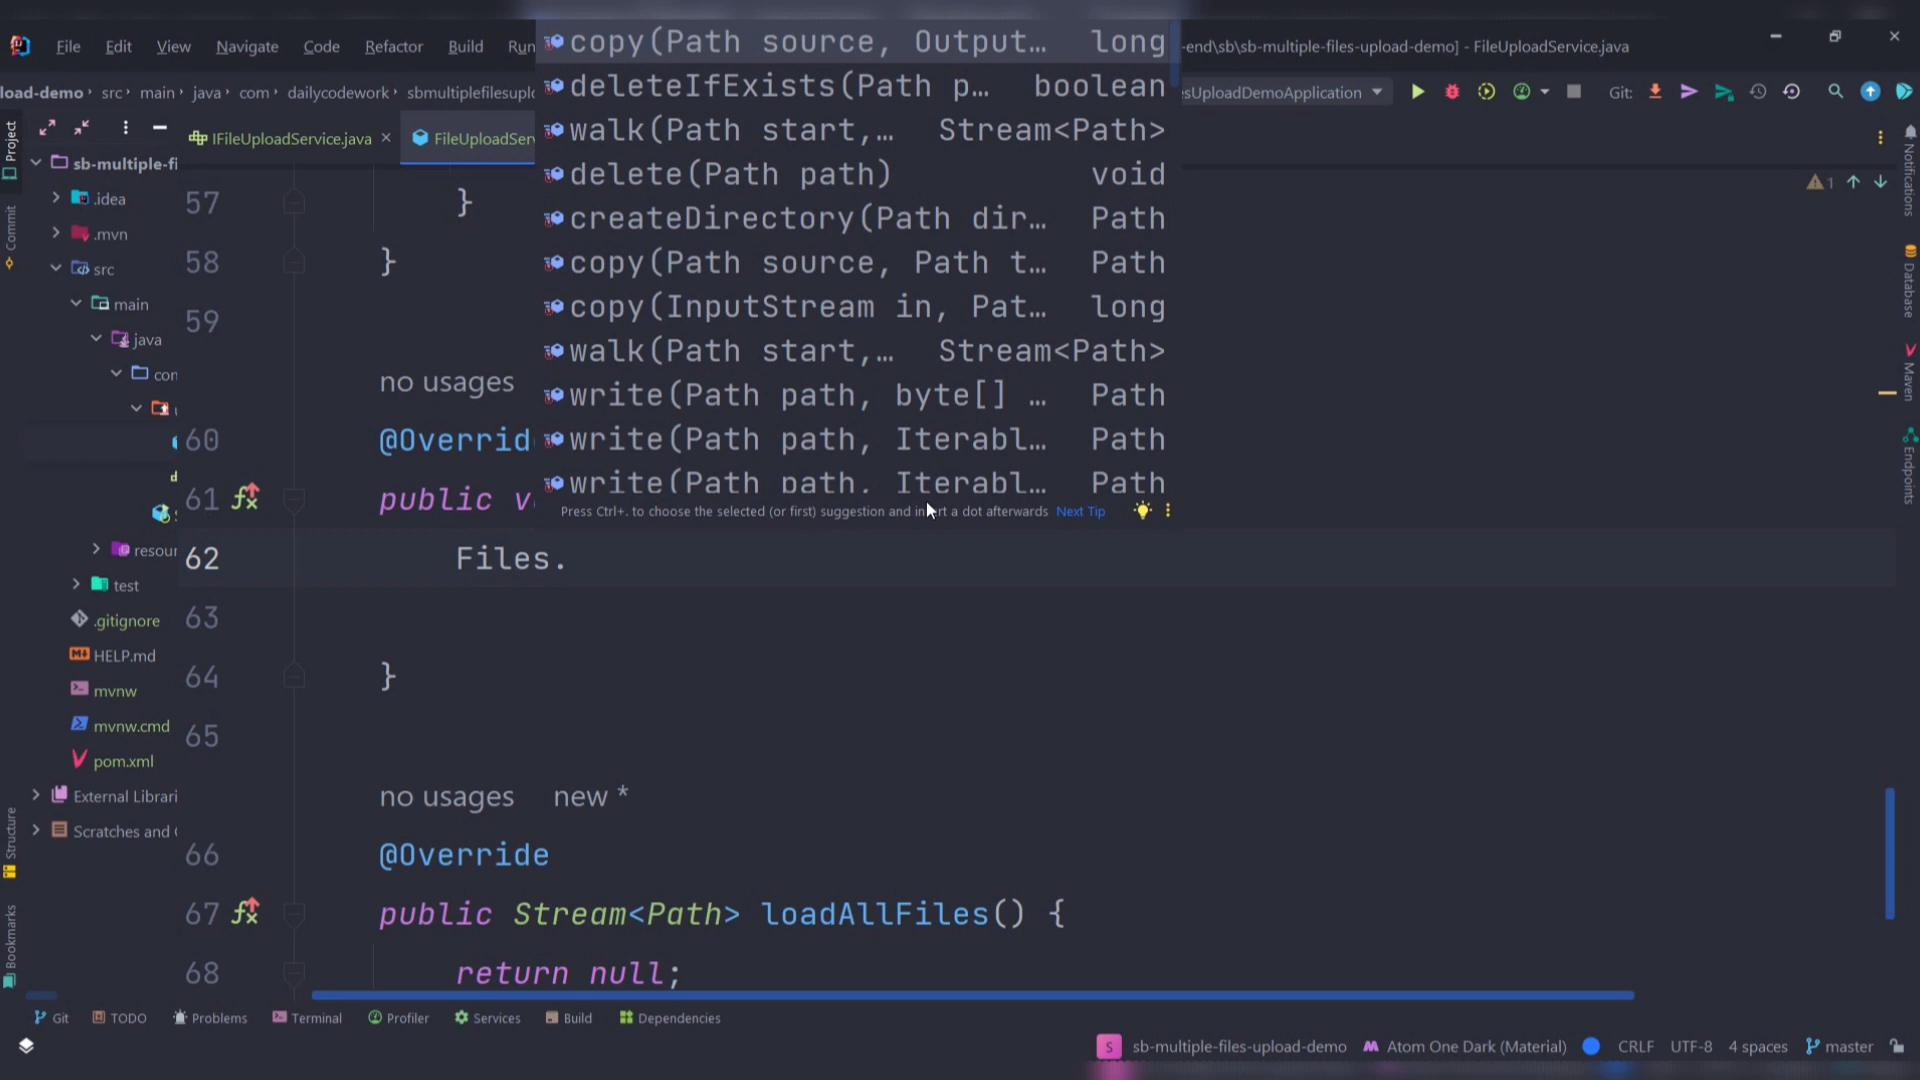 File Edit View Navigate Code Refactor Build Run
-end\sb\sb-multiple-files-upload-demo] - FileUploadService.java
load-demo › src › main › java › com › dailycodework › sbmultiplefilesuplo
sUploadDemoApplication
Git:
IFileUploadService.java ×
FileUploadSer
copy(Path source, Output… long
deleteIfExists(Path p… boolean
walk(Path start,… Stream<Path>
delete(Path path) void
createDirectory(Path dir… Path
copy(Path source, Path t… Path
copy(InputStream in, Pat… long
walk(Path start,… Stream<Path>
write(Path path, byte[] … Path
write(Path path, Iterabl… Path
write(Path path, Iterabl… Path
Press Ctrl+. to choose the selected (or first) suggestion and insert a dot afterwards Next Tip
Project
Commit
Structure
Bookmarks
sb-multiple-fi
.idea
.mvn
src
main
java
con
resour
test
.gitignore
HELP.md
mvnw
mvnw.cmd
pom.xml
External Librari
Scratches and
57 }
58 }
59
no usages
60 @Overrid
61 public v
62 Files.
63
64 }
65
no usages new *
66 @Override
67 public Stream<Path> loadAllFiles() {
68 return null;
1
Notifications
Database
Maven
Endpoints
Git TODO Problems Terminal Profiler Services Build Dependencies
S sb-multiple-files-upload-demo Atom One Dark (Material) CRLF UTF-8 4 spaces master